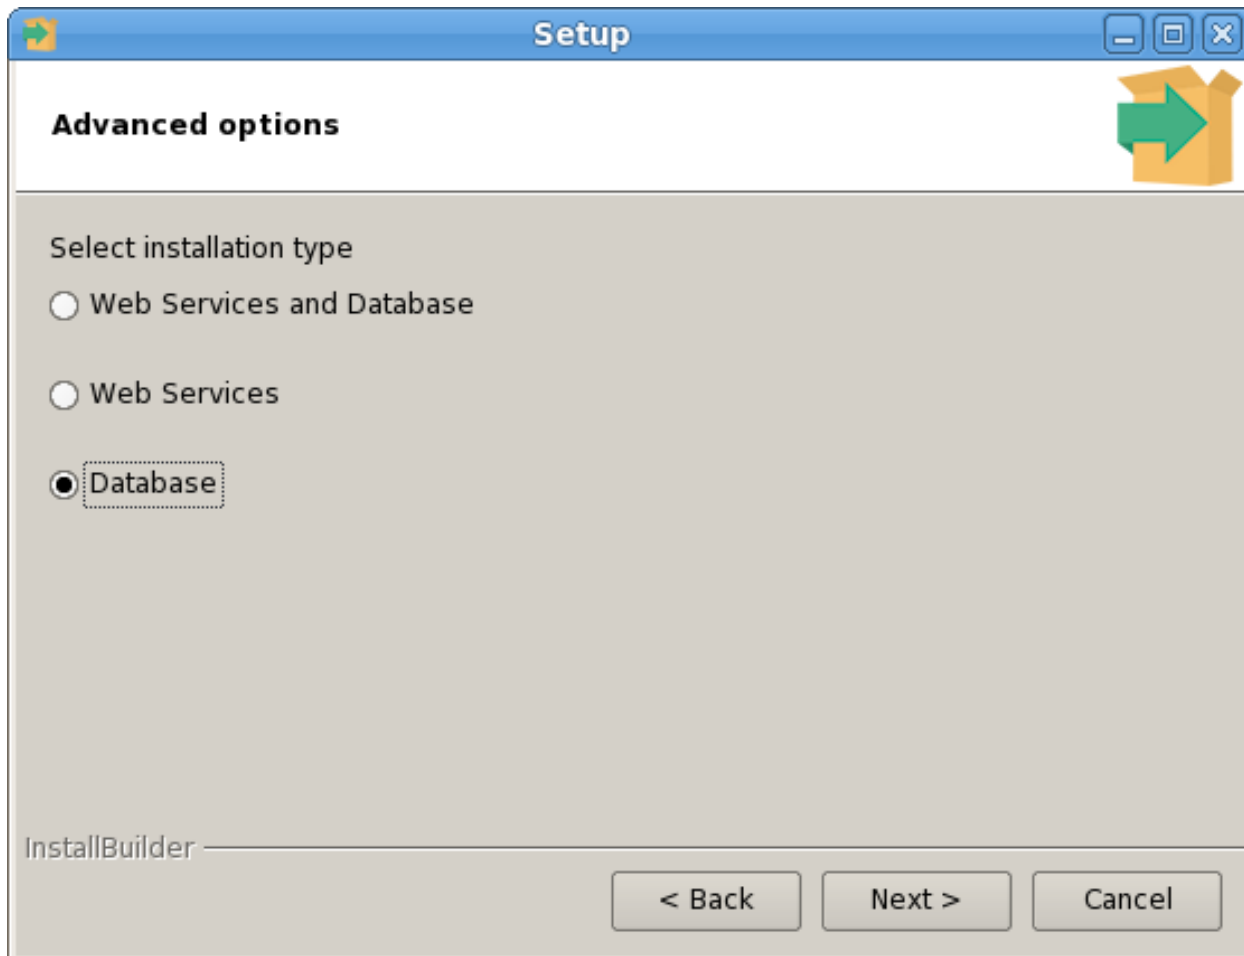 Setup
Advanced options
Select installation type
Web Services and Database
Web Services
Database
InstallBuilder
< Back Next > Cancel